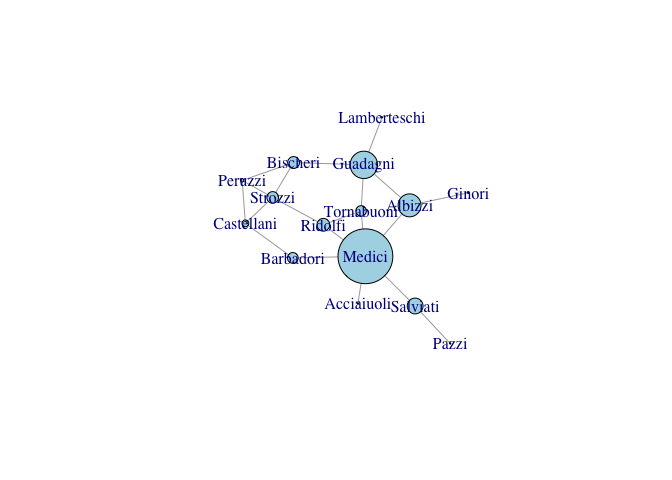 Lamberteschi
Bischeri
Guadagni
Peruzzi
Ginori
Strozzi
Albizzi
Tornabuoni
Castellani
Ridolfi
Medici
Barbadori
Acciaiuoli
Salviati
Pazzi